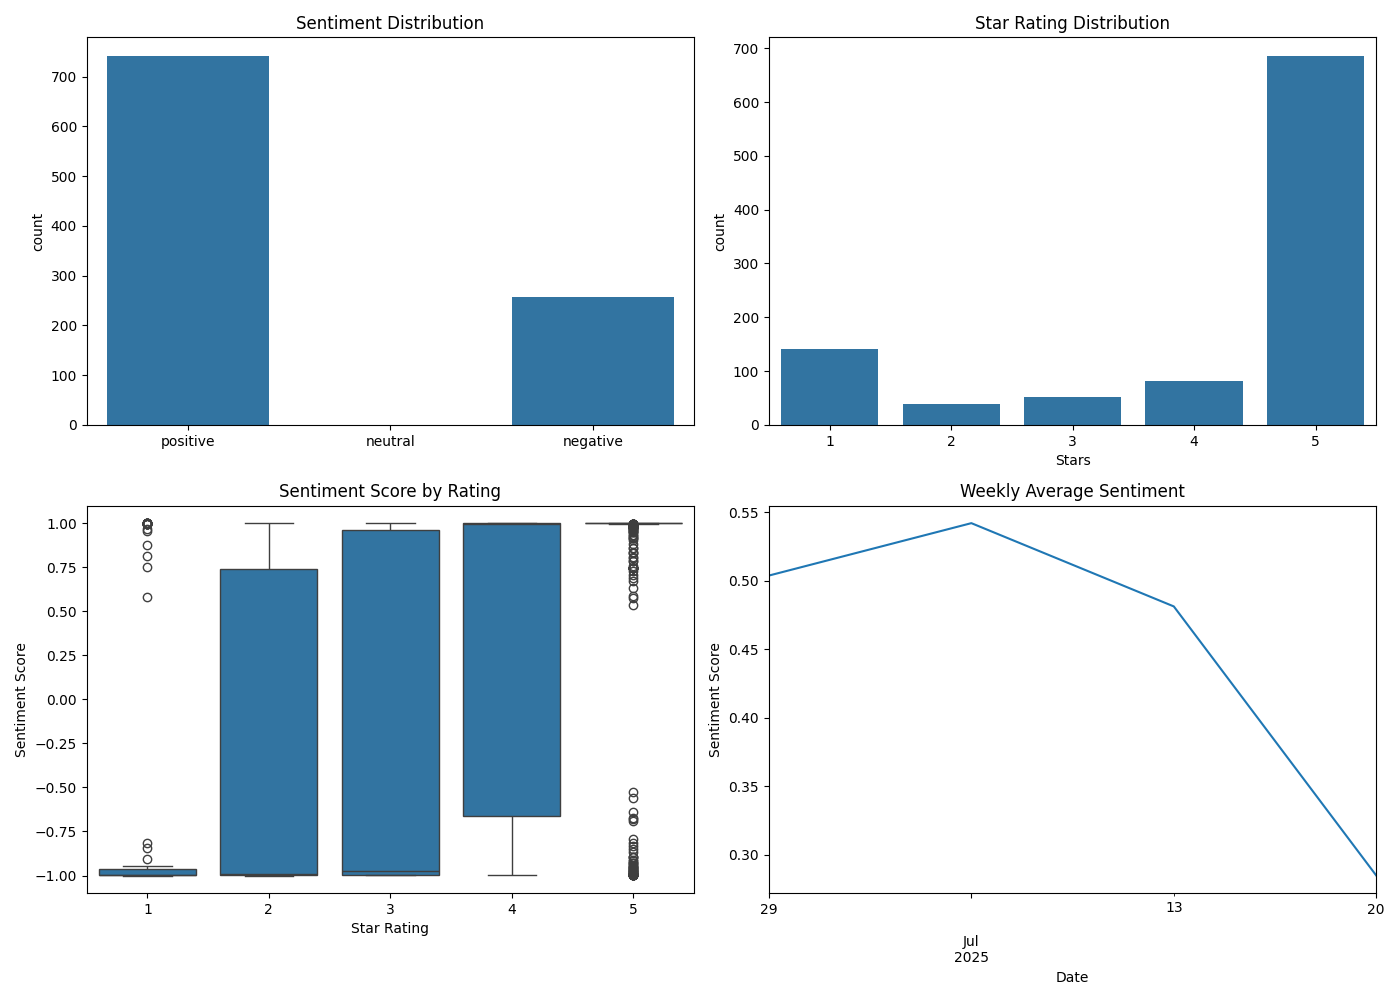 Sentiment Distribution
count
700
600
500
400
300
200
100
0
positive neutral negative
Star Rating Distribution
count
700
600
500
400
300
200
100
0
1 2 3 4 5
Stars
Sentiment Score by Rating
Sentiment Score
1.00
0.75
0.50
0.25
0.00
−0.25
−0.50
−0.75
−1.00
1 2 3 4 5
Star Rating
Weekly Average Sentiment
Sentiment Score
0.55
0.50
0.45
0.40
0.35
0.30
29 13 20
Jul
2025
Date